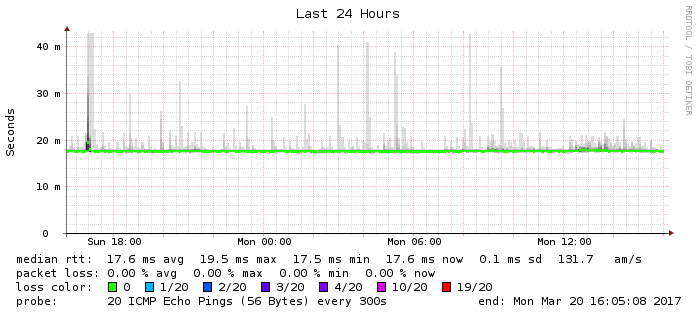 Last 24 Hours
RRDTOOL / TOBI OETIKER
Seconds
40 m
30 m
20 m
10 m
0
Sun 18:00 Mon 00:00 Mon 06:00 Mon 12:00
median rtt: 17.6 ms avg 19.5 ms max 17.5 ms min 17.6 ms now 0.1 ms sd 131.7 am/s
packet loss: 0.00 % avg 0.00 % max 0.00 % min 0.00 % now
loss color: 0 1/20 2/20 3/20 4/20 10/20 19/20
probe: 20 ICMP Echo Pings (56 Bytes) every 300s end: Mon Mar 20 16:05:08 2017